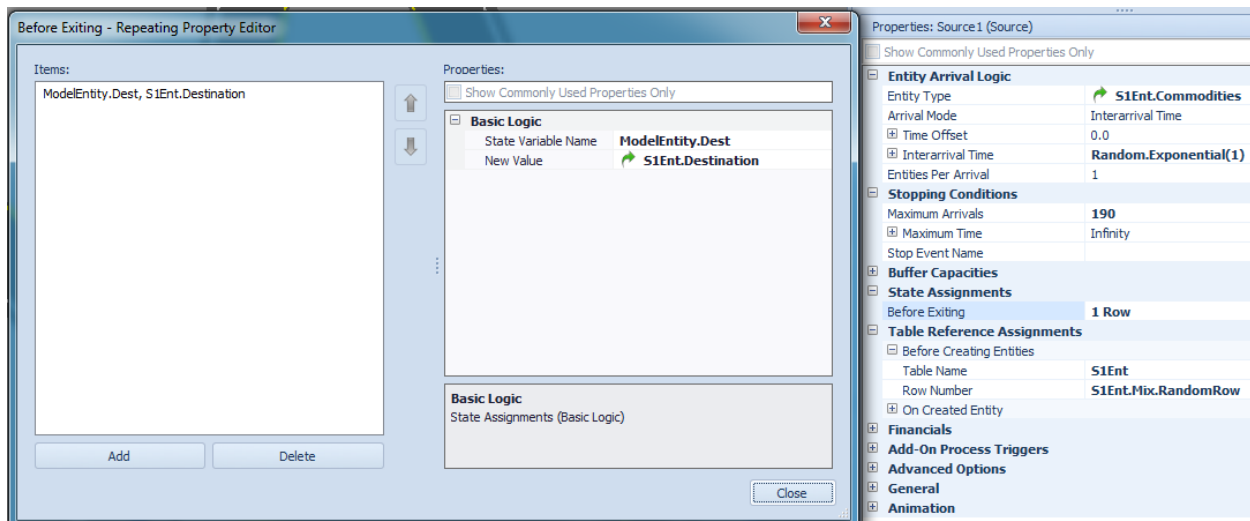 Before Exiting - Repeating Property Editor
Items:
ModelEntity.Dest, S1Ent.Destination
Add
Delete
Properties:
Show Commonly Used Properties Only
Basic Logic
State Variable Name ModelEntity.Dest
New Value S1Ent.Destination
Basic Logic
State Assignments (Basic Logic)
Close
Properties: Source1 (Source)
Show Commonly Used Properties Only
Entity Arrival Logic
Entity Type S1Ent.Commodities
Arrival Mode Interarrival Time
Time Offset 0.0
Interarrival Time Random.Exponential(1)
Entities Per Arrival 1
Stopping Conditions
Maximum Arrivals 190
Maximum Time Infinity
Stop Event Name
Buffer Capacities
State Assignments
Before Exiting 1 Row
Table Reference Assignments
Before Creating Entities
Table Name S1Ent
Row Number S1Ent.Mix.RandomRow
On Created Entity
Financials
Add-On Process Triggers
Advanced Options
General
Animation